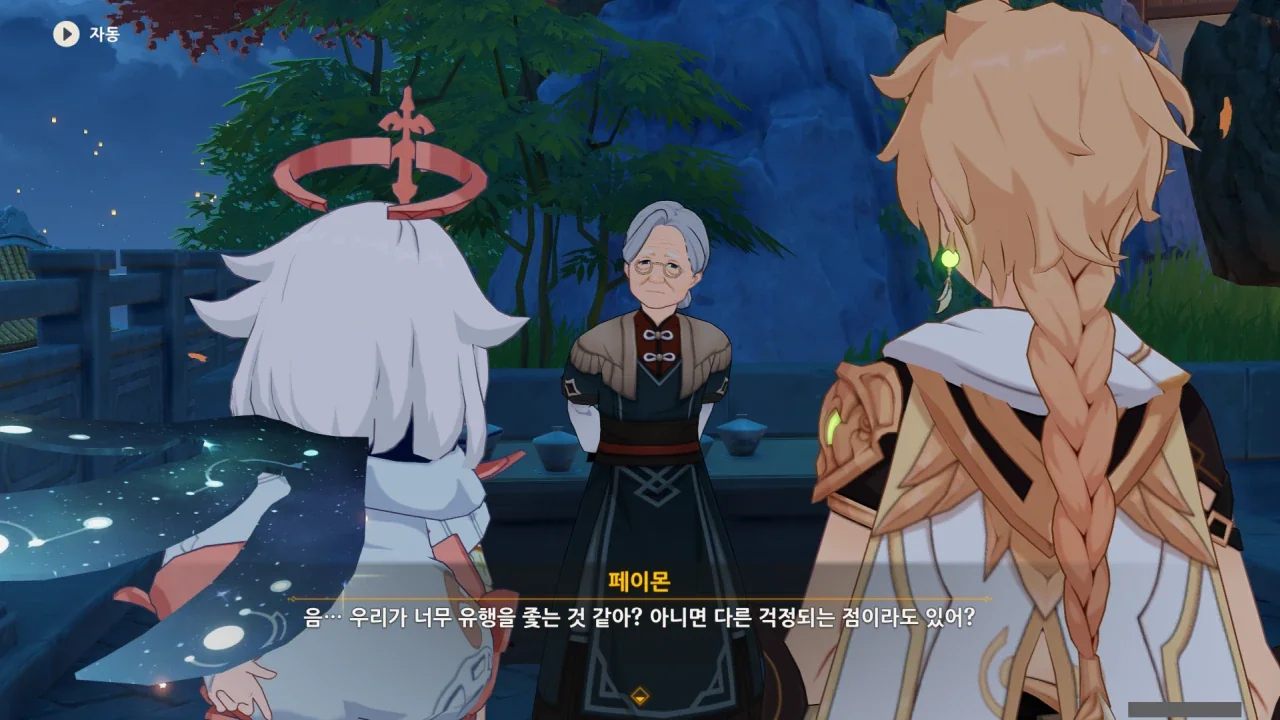 자동
페이몬
음… 우리가 너무 유행을 좇는 것 같아? 아니면 다른 걱정되는 점이라도 있어?